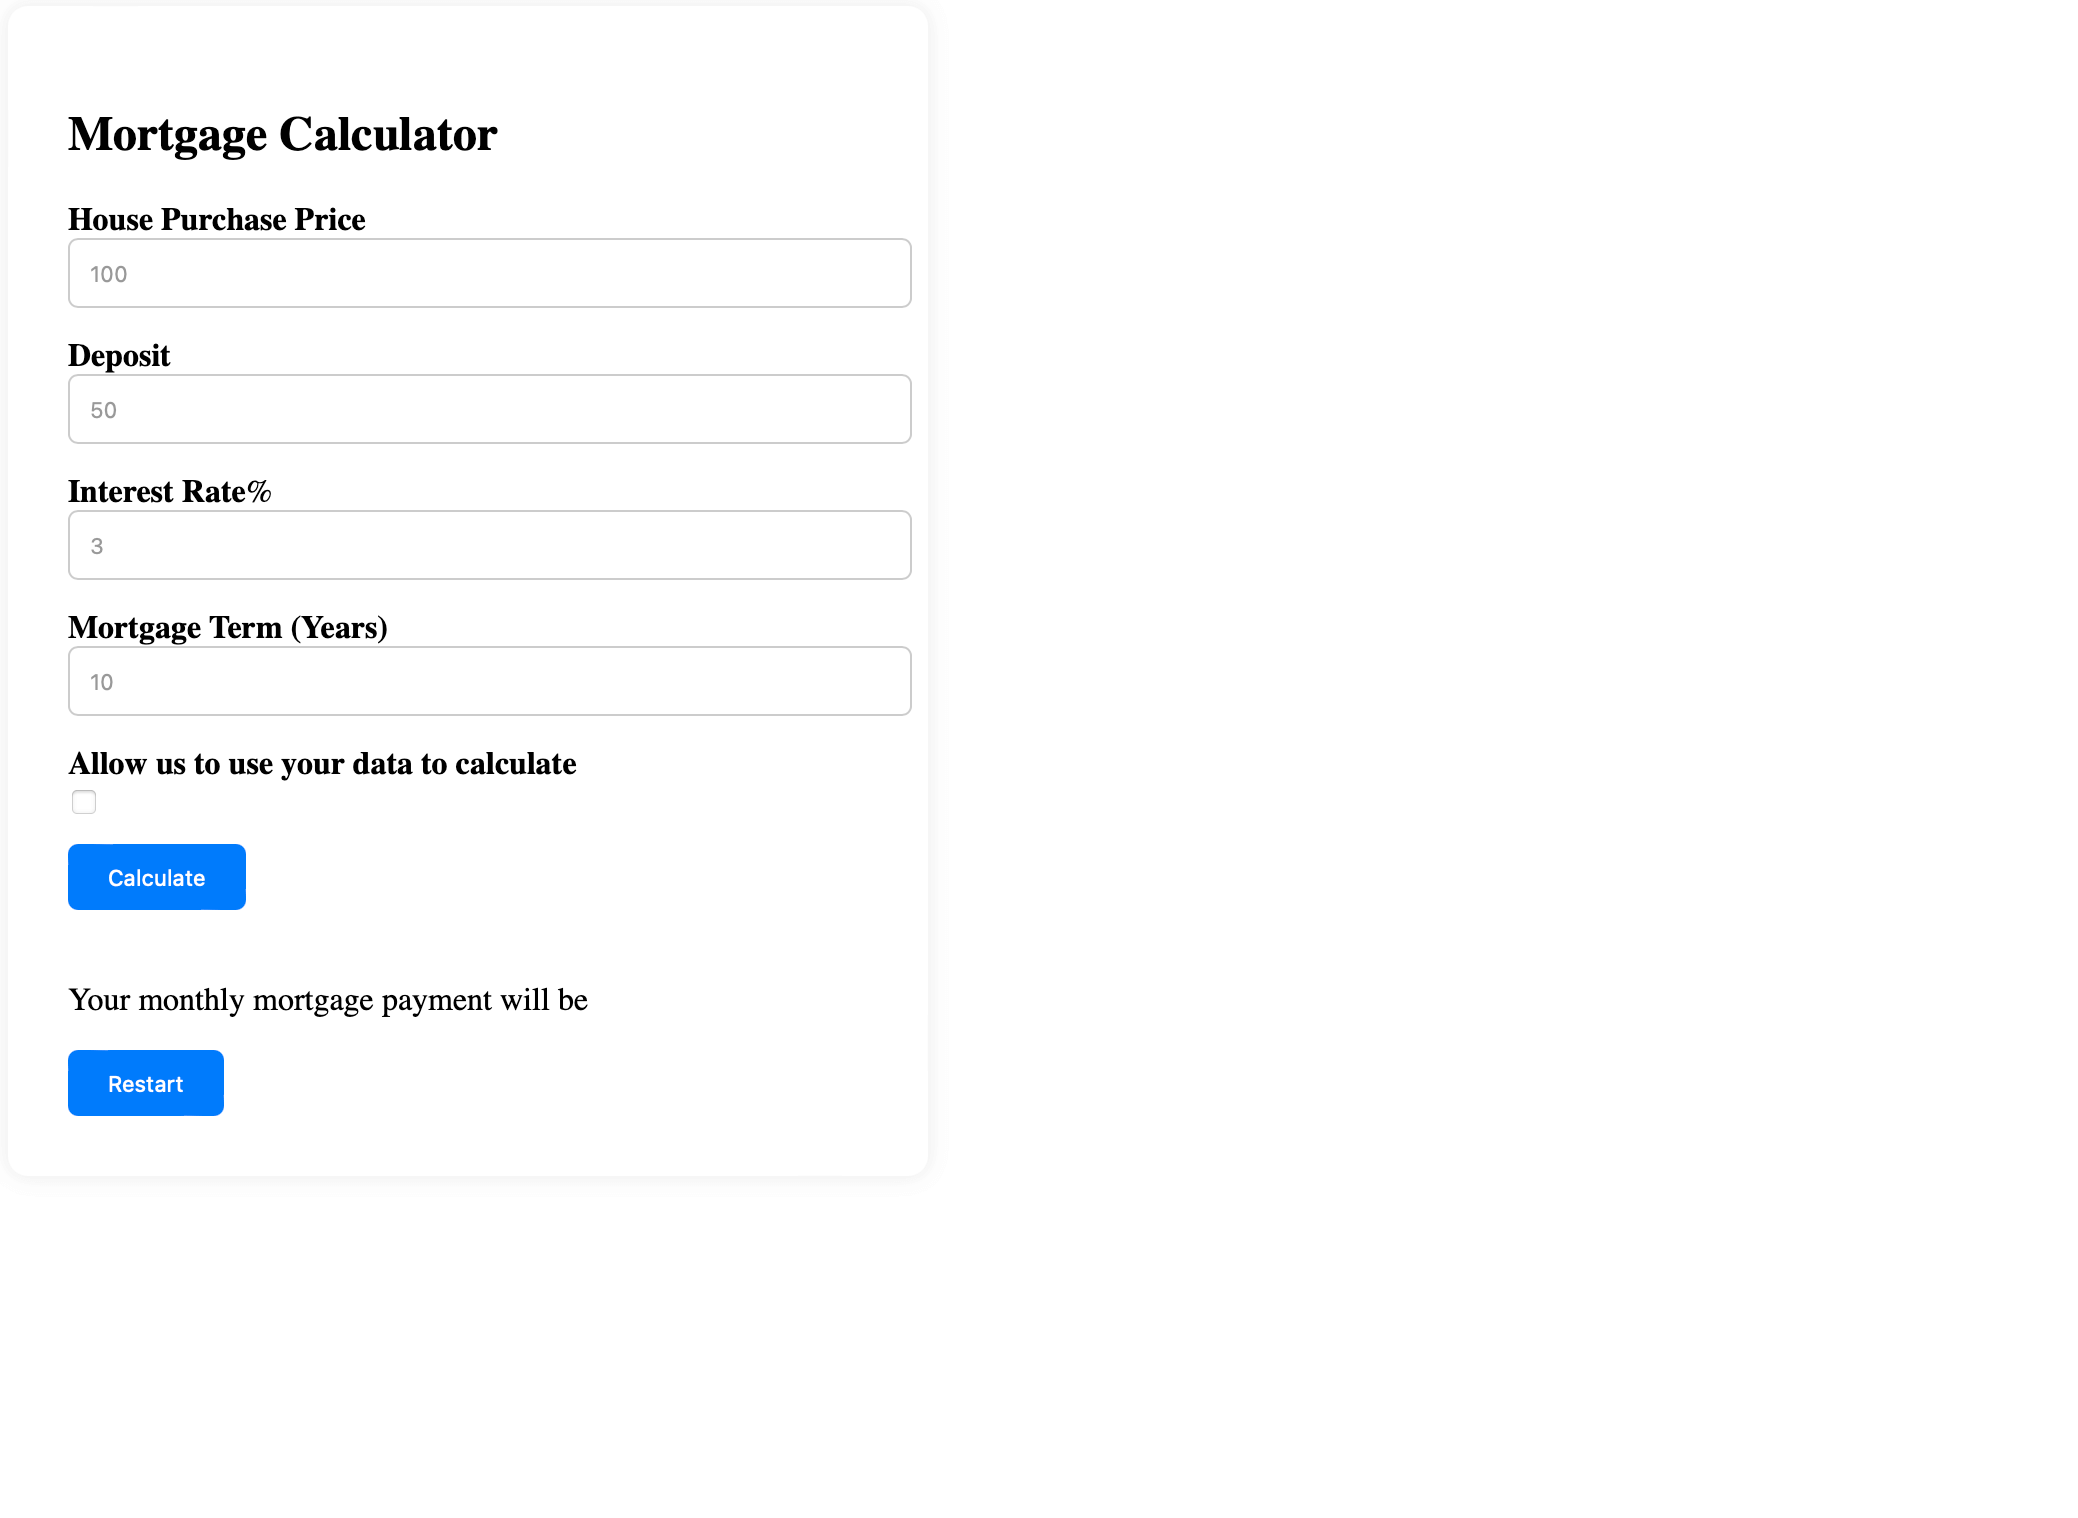 Mortgage Calculator
House Purchase Price
100
Deposit
50
Interest Rate%
3
Mortgage Term (Years)
10
Allow us to use your data to calculate
Calculate
Your monthly mortgage payment will be
Restart